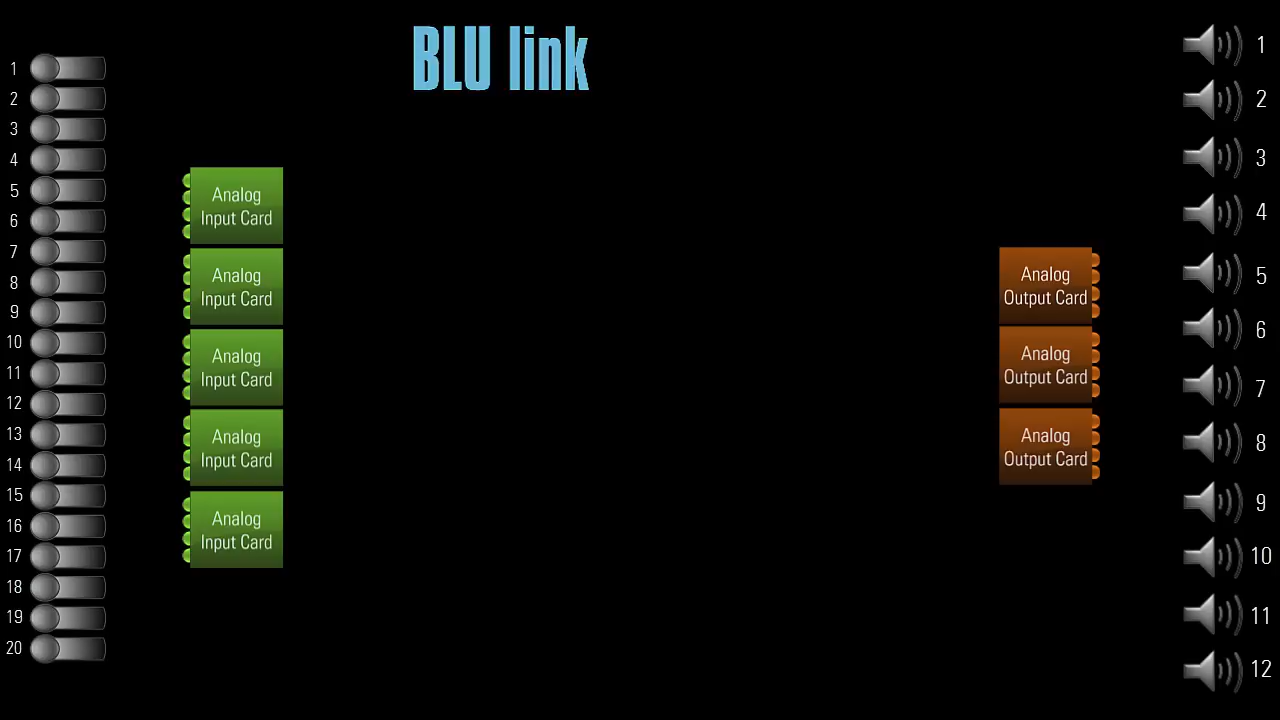 BLU link
1
2
3
4
5
6
7
8
9
10
11
12
13
14
15
16
17
18
19
20
Analog
Input Card
Analog
Input Card
Analog
Input Card
Analog
Input Card
Analog
Input Card
Analog
Output Card
Analog
Output Card
Analog
Output Card
1
2
3
4
5
6
7
8
9
10
11
12